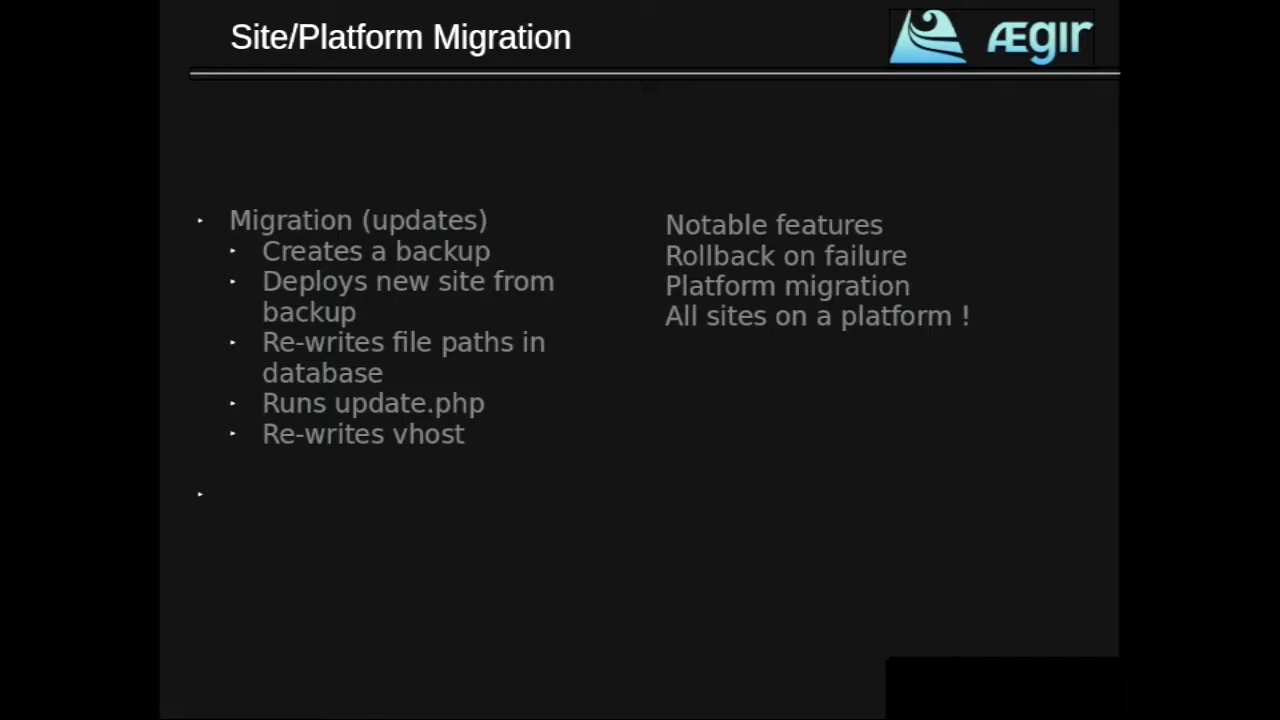 Site/Platform Migration
ÆGIR
Migration (updates)
Creates a backup
Deploys new site from
backup
Re-writes file paths in
database
Runs update.php
Re-writes vhost
Notable features
Rollback on failure
Platform migration
All sites on a platform !